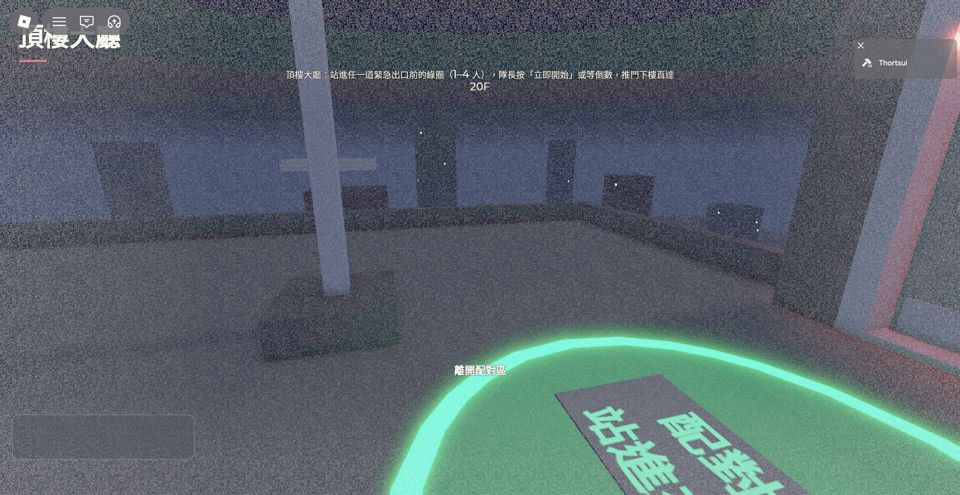 頂樓大廳
Thortsui
頂樓大廳：站進任一道緊急出口前的綠圈（1–4 人），隊長按「立即開始」或等倒數，推門下樓直達
20F
離開配對區
配對
站進